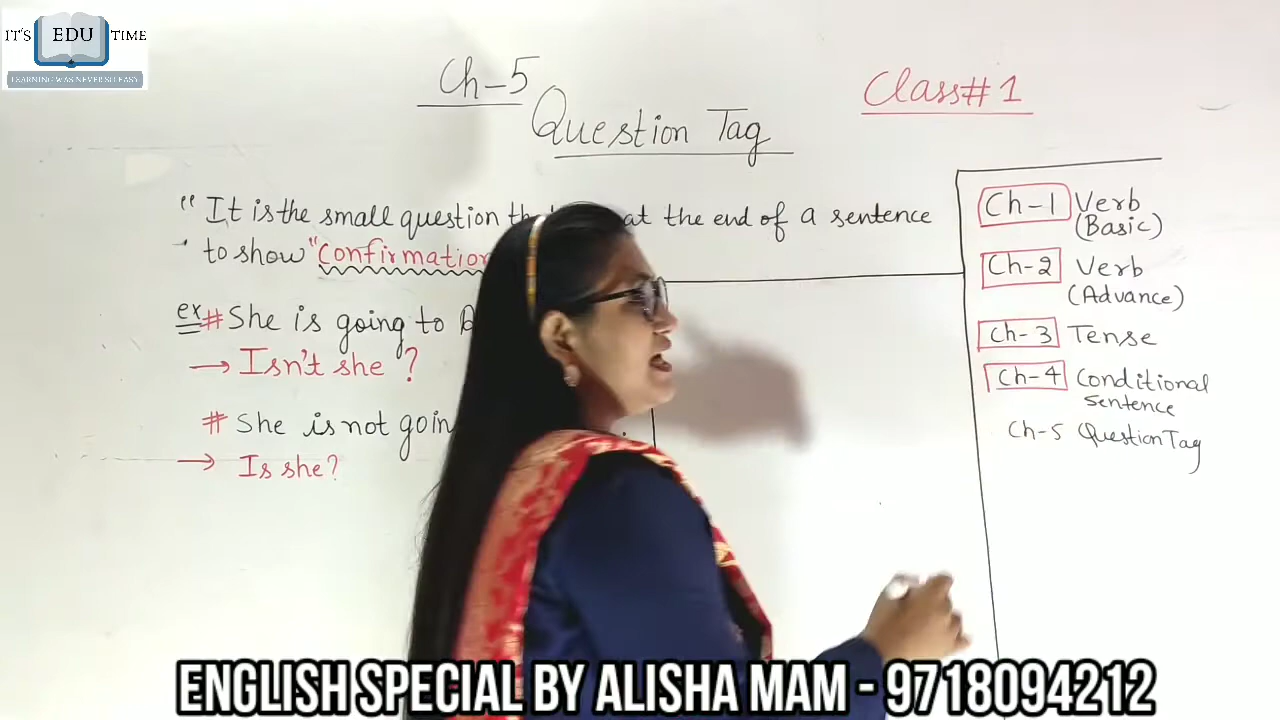 IT'S EDU TIME
LEARNING WAS NEVER SO EASY
Ch-5
Question Tag
Class#1
"It is the small question at the end of a sentence
to show "Confirmation
ex # She is going to
→ Isn't she ?
# She is not goin
→ Is she?
Ch-1 Verb
(Basic)
Ch-2 Verb
(Advance)
Ch-3 Tense
Ch-4 Conditional
sentence
Ch-5 Question Tag
ENGLISH SPECIAL BY ALISHA MAM - 9718094212